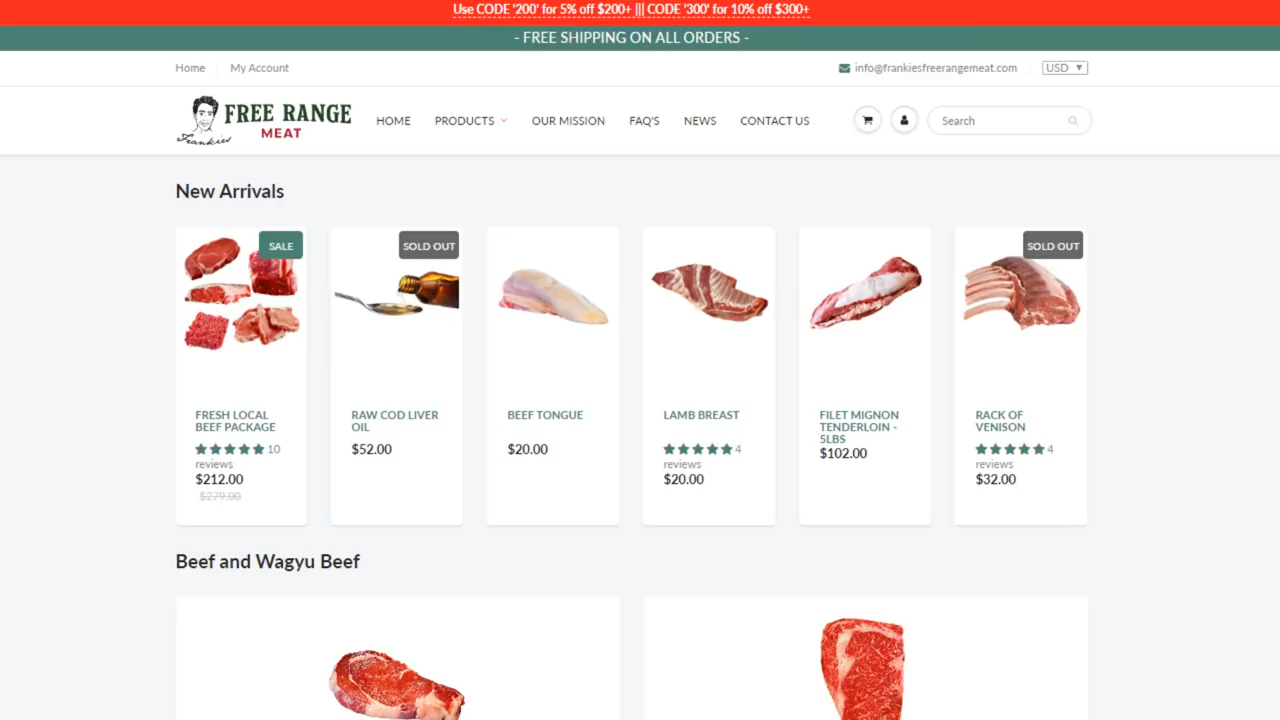 Use CODE '200' for 5% off $200+ ||| CODE '300' for 10% off $300+
- FREE SHIPPING ON ALL ORDERS -
Home
My Account
info@frankiesfreerangemeat.com
USD ▼
FREE RANGE
MEAT
Frankies
HOME
PRODUCTS
OUR MISSION
FAQ'S
NEWS
CONTACT US
Search
New Arrivals
SALE
FRESH LOCAL
BEEF PACKAGE
10
reviews
$212.00
$279.00
SOLD OUT
RAW COD LIVER
OIL
$52.00
BEEF TONGUE
$20.00
LAMB BREAST
4
reviews
$20.00
FILET MIGNON
TENDERLOIN -
5LBS
$102.00
SOLD OUT
RACK OF
VENISON
4
reviews
$32.00
Beef and Wagyu Beef